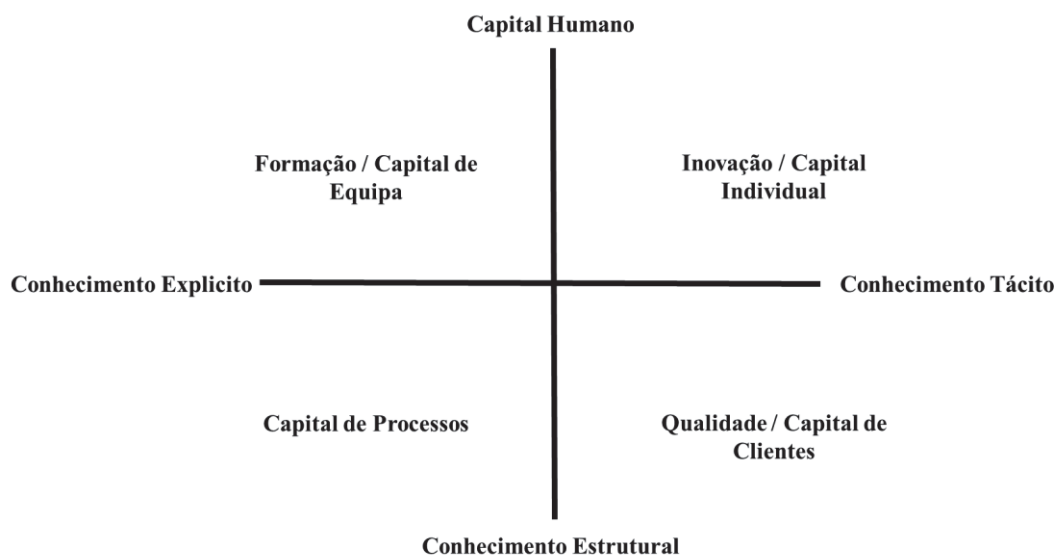 Capital Humano
Formação / Capital de
Equipa
Inovação / Capital
Individual
Conhecimento Explicito
Conhecimento Tácito
Capital de Processos
Qualidade / Capital de
Clientes
Conhecimento Estrutural